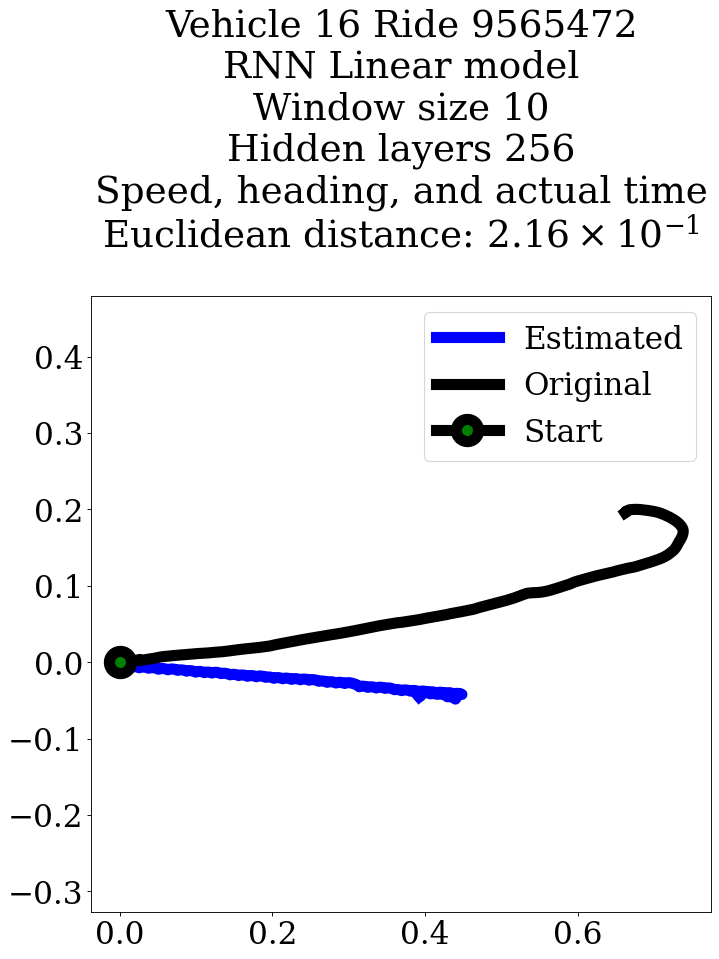 Vehicle 16 Ride 9565472
RNN Linear model
Window size 10
Hidden layers 256
Speed, heading, and actual time
Euclidean distance: 2.16 × 10⁻¹
Estimated
Original
Start
0.4
0.3
0.2
0.1
0.0
−0.1
−0.2
−0.3
0.0 0.2 0.4 0.6